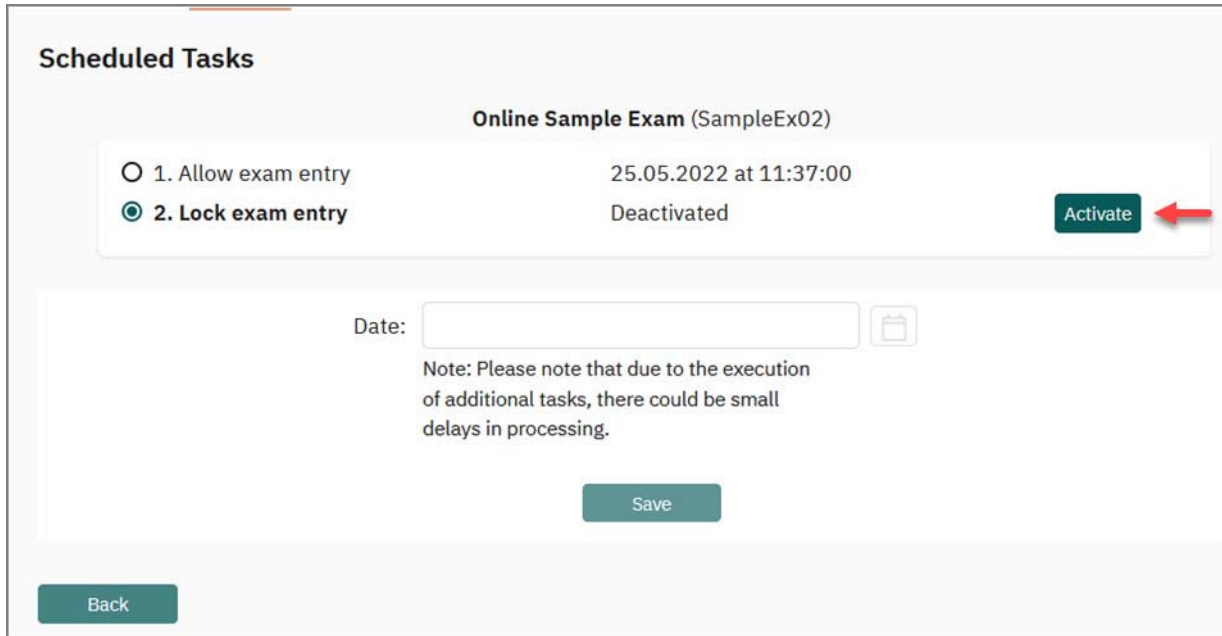 Scheduled Tasks
Online Sample Exam (SampleEx02)
1. Allow exam entry 25.05.2022 at 11:37:00
2. Lock exam entry Deactivated Activate
Date:
Note: Please note that due to the execution
of additional tasks, there could be small
delays in processing.
Save
Back